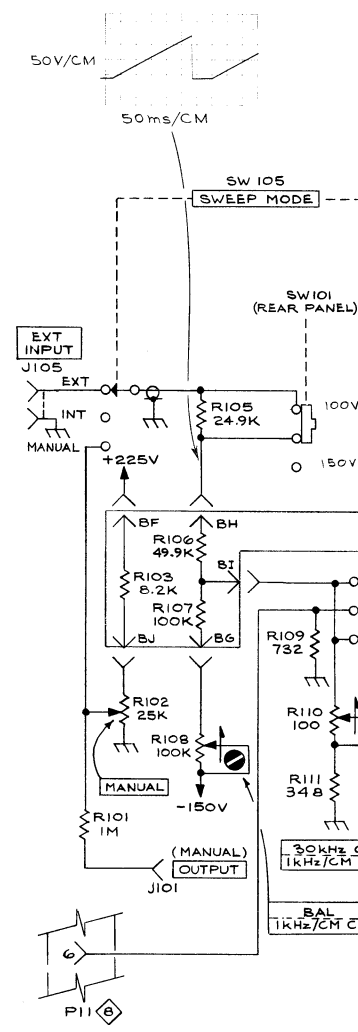 50V/CM
50ms/CM
SW 105
SWEEP MODE
SW101
(REAR PANEL)
EXT
INPUT
J105
EXT
INT
MANUAL
R105
24.9K
100V
150V
+225V
BF
BH
R106
49.9K
BI
R103
8.2K
R107
100K
BJ
BG
R109
732
R102
25K
R108
100K
R110
100
MANUAL
-150V
R111
348
R101
1M
(MANUAL)
OUTPUT
J101
30kHz
1kHz/CM
BAL
1kHz/CM C
6
P11 8